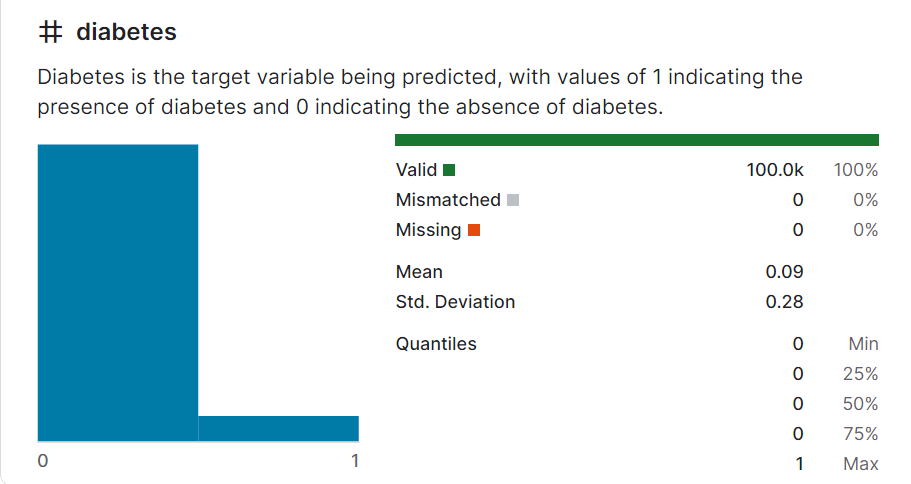 # diabetes
Diabetes is the target variable being predicted, with values of 1 indicating the
presence of diabetes and 0 indicating the absence of diabetes.
Valid 100.0k 100%
Mismatched 0 0%
Missing 0 0%
Mean 0.09
Std. Deviation 0.28
Quantiles 0 Min
0 25%
0 50%
0 75%
1 Max
0 1